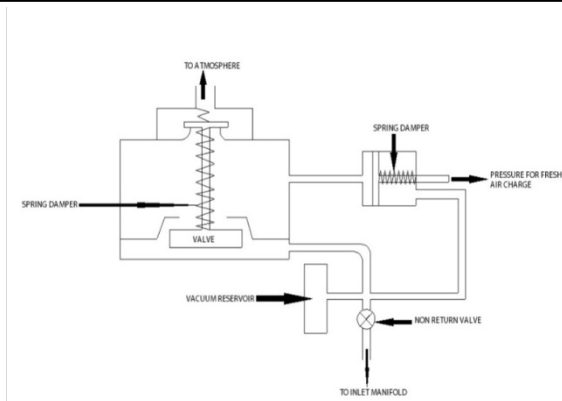 TO ATMOSPHERE
SPRING DAMPER
PRESSURE FOR FRESH
AIR CHARGE
SPRING DAMPER
VALVE
VACUUM RESERVOIR
NON RETURN VALVE
TO INLET MANIFOLD